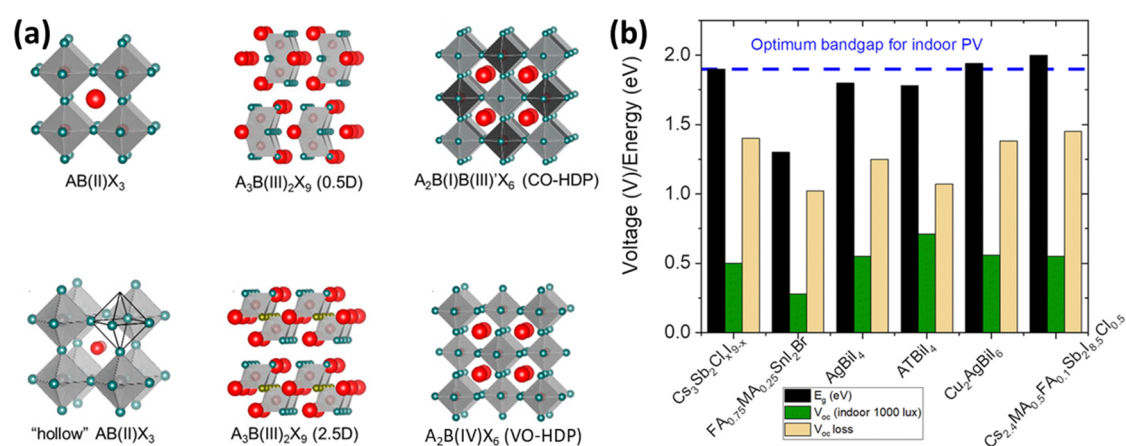 (a)
AB(II)X₃
A₃B(III)₂X₉ (0.5D)
A₂B(I)B(III)'X₆ (CO-HDP)
“hollow” AB(II)X₃
A₃B(III)₂X₉ (2.5D)
A₂B(IV)X₆ (VO-HDP)
(b)
Optimum bandgap for indoor PV
Voltage (V)/Energy (eV)
2.0
1.5
1.0
0.5
0.0
Cs₃Sb₂ClₓI₉₋ₓ
FA₀.₇₅MA₀.₂₅SnI₂Br
AgBiI₄
ATBiI₄
Cu₂AgBiI₆
Cs₂.₄MA₀.₅FA₀.₁Sb₂I₈.₅Cl₀.₅
E_g (eV)
V_oc (indoor 1000 lux)
V_oc loss